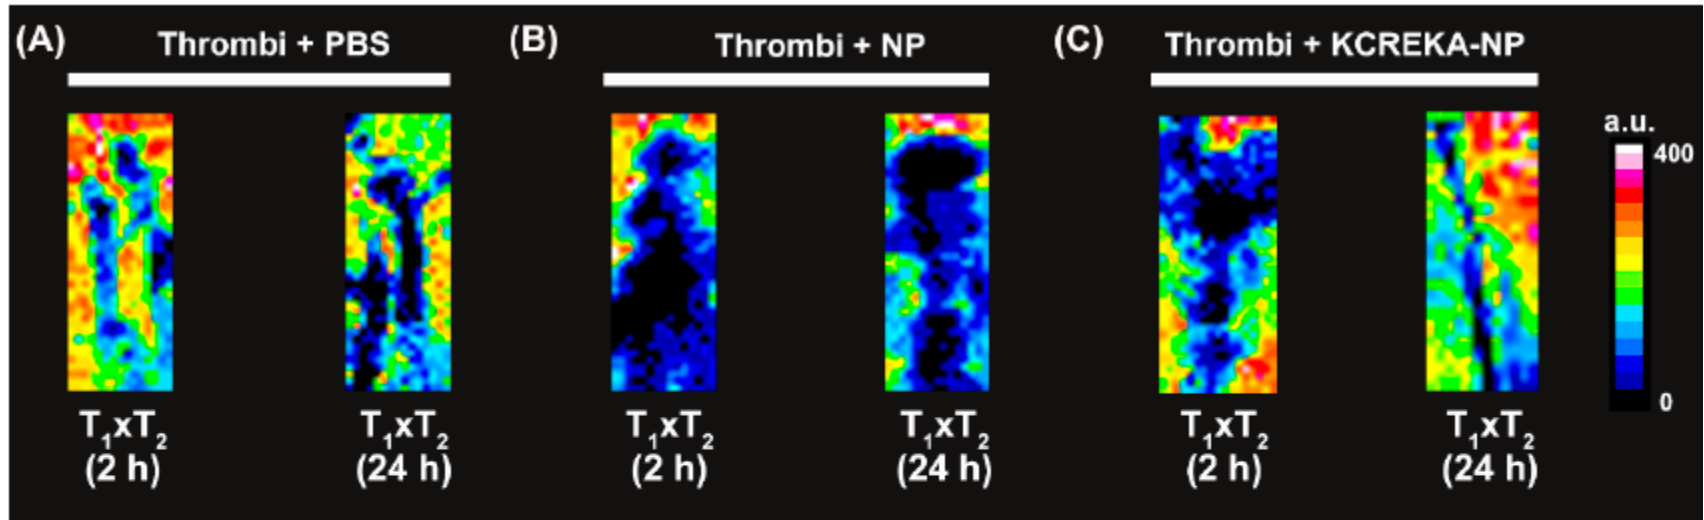 (A) Thrombi + PBS
(B) Thrombi + NP
(C) Thrombi + KCREKA-NP
a.u.
400
0
T₁xT₂
(2 h)
T₁xT₂
(24 h)
T₁xT₂
(2 h)
T₁xT₂
(24 h)
T₁xT₂
(2 h)
T₁xT₂
(24 h)